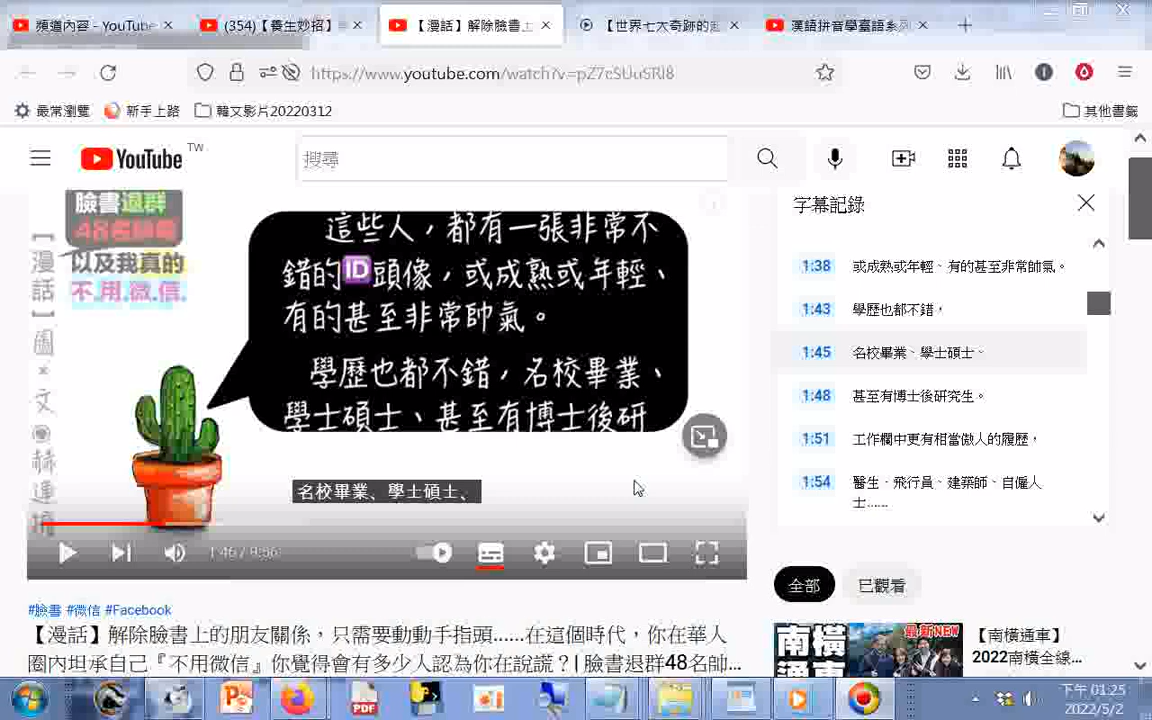 頻道內容 - YouTube
(354)【養生妙招】
【漫話】解除臉書上
【世界七大奇跡的
漢語拼音學臺語系列
https://www.youtube.com/watch?v=pZ7cSUuSRl8
最常瀏覽
新手上路
韓文影片20220312
其他書籤
YouTube
TW
搜尋
臉書退群
48名帥哥
以及我真的
不.用.微.信.
【漫話】圖
文
這些人，都有一張非常不
錯的ID頭像，或成熟或年輕、
有的甚至非常帥氣。
學歷也都不錯，名校畢業、
學士碩士、甚至有博士後研
名校畢業、學士碩士、
1:46 / 9:56
字幕記錄
1:38 或成熟或年輕、有的甚至非常帥氣。
1:43 學歷也都不錯，
1:45 名校畢業、學士碩士、
1:48 甚至有博士後研究生。
1:51 工作欄中更有相當傲人的履歷，
1:54 醫生、飛行員、建築師、自僱人
士......
全部
已觀看
#臉書 #微信 #Facebook
【漫話】解除臉書上的朋友關係，只需要動動手指頭......在這個時代，你在華人
圈內坦承自己『不用微信』你覺得會有多少人認為你在說謊？| 臉書退群48名帥...
南橫
通車
最新NEW
【南橫通車】
2022南橫全線...
PDF
下午 01:25
2022/5/2